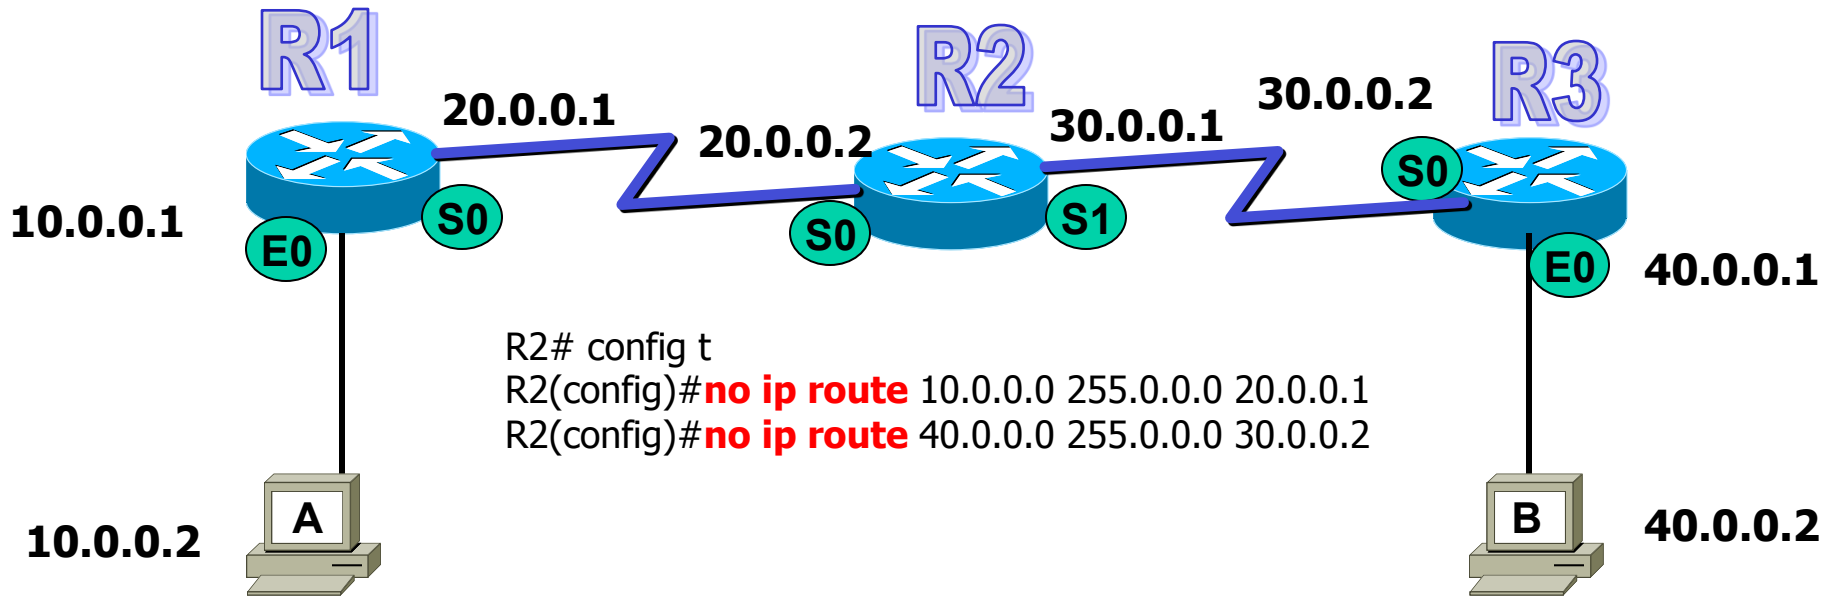 R1
R2
R3
20.0.0.1
20.0.0.2
30.0.0.1
30.0.0.2
10.0.0.1
E0
S0
S0
S1
S0
E0
40.0.0.1
R2# config t
R2(config)#no ip route 10.0.0.0 255.0.0.0 20.0.0.1
R2(config)#no ip route 40.0.0.0 255.0.0.0 30.0.0.2
A
10.0.0.2
B
40.0.0.2